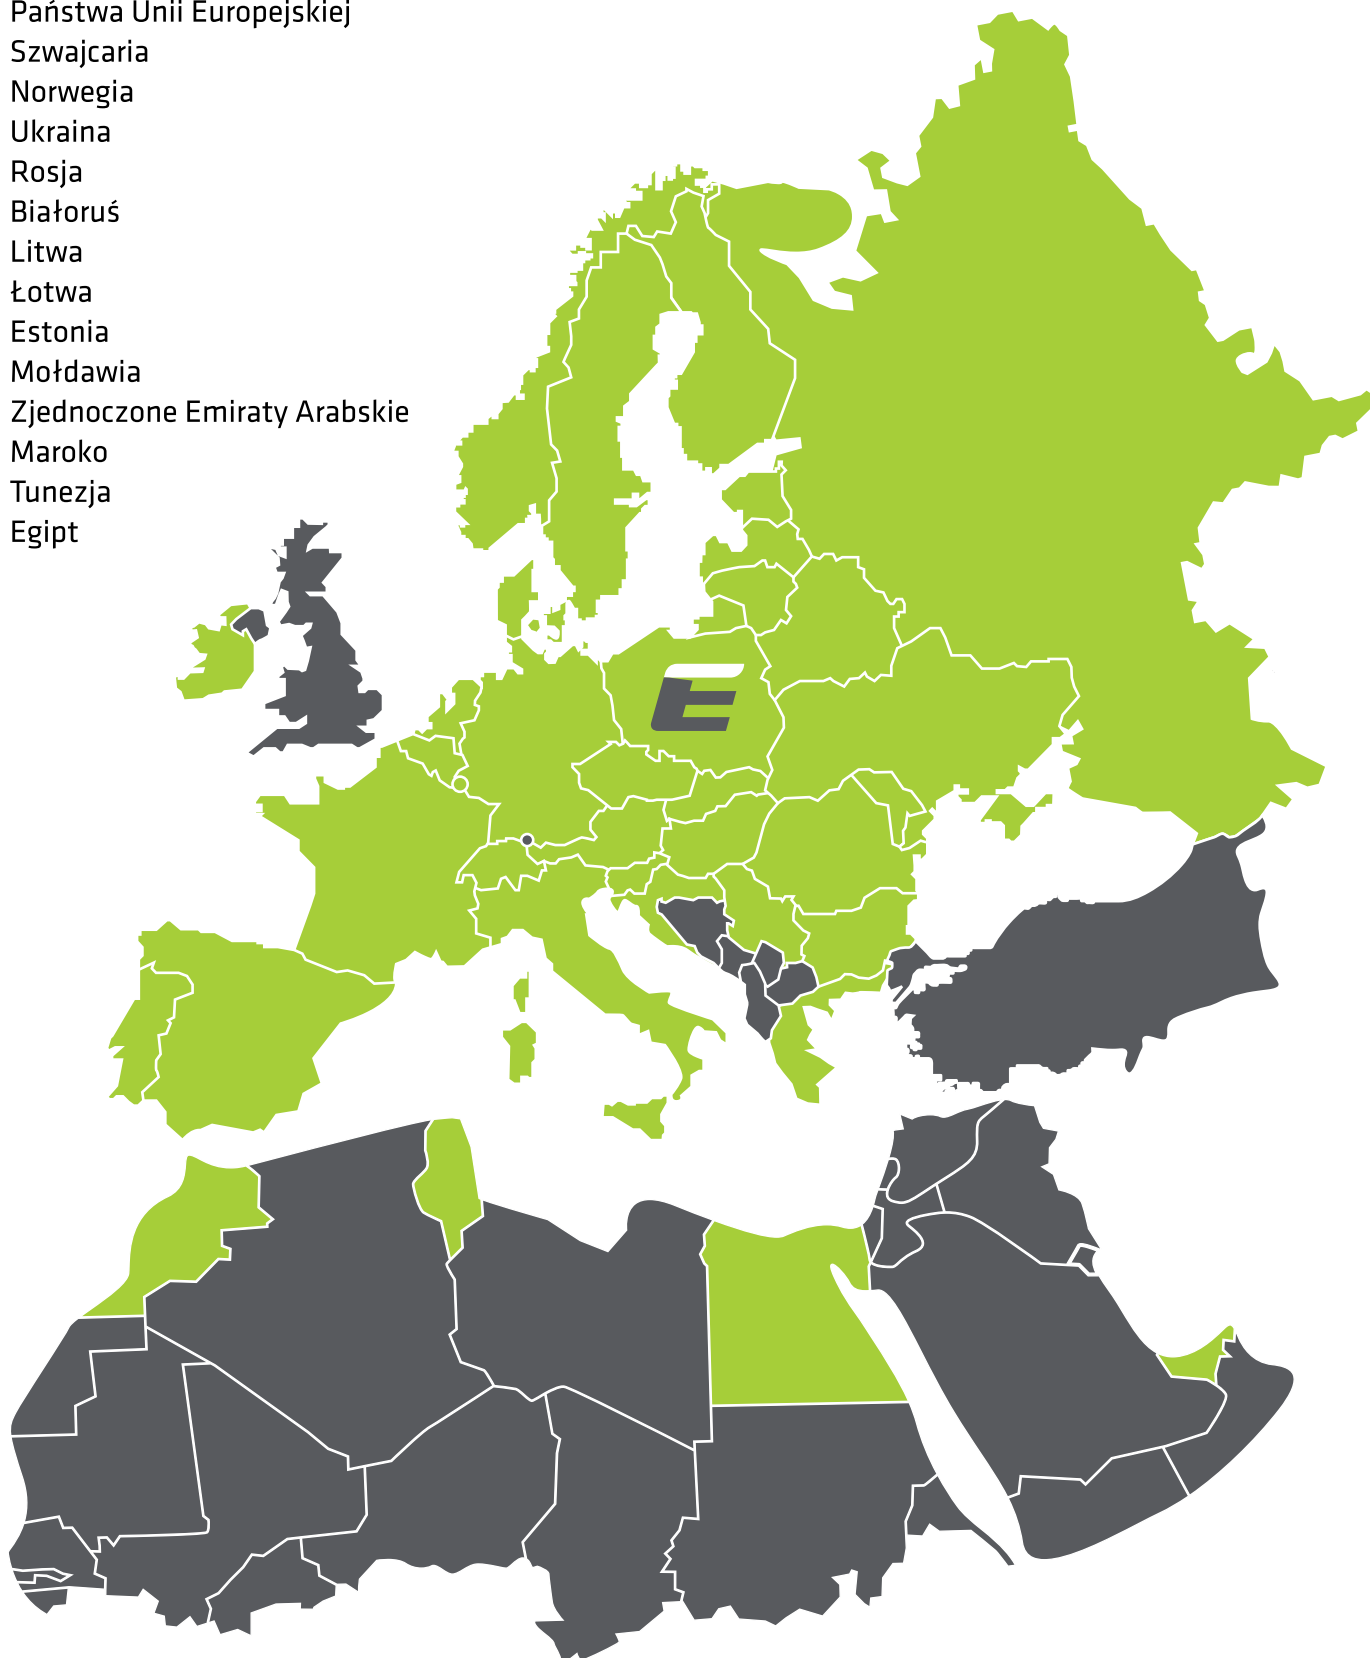 Państwa Unii Europejskiej
Szwajcaria
Norwegia
Ukraina
Rosja
Białoruś
Litwa
Łotwa
Estonia
Mołdawia
Zjednoczone Emiraty Arabskie
Maroko
Tunezja
Egipt
E